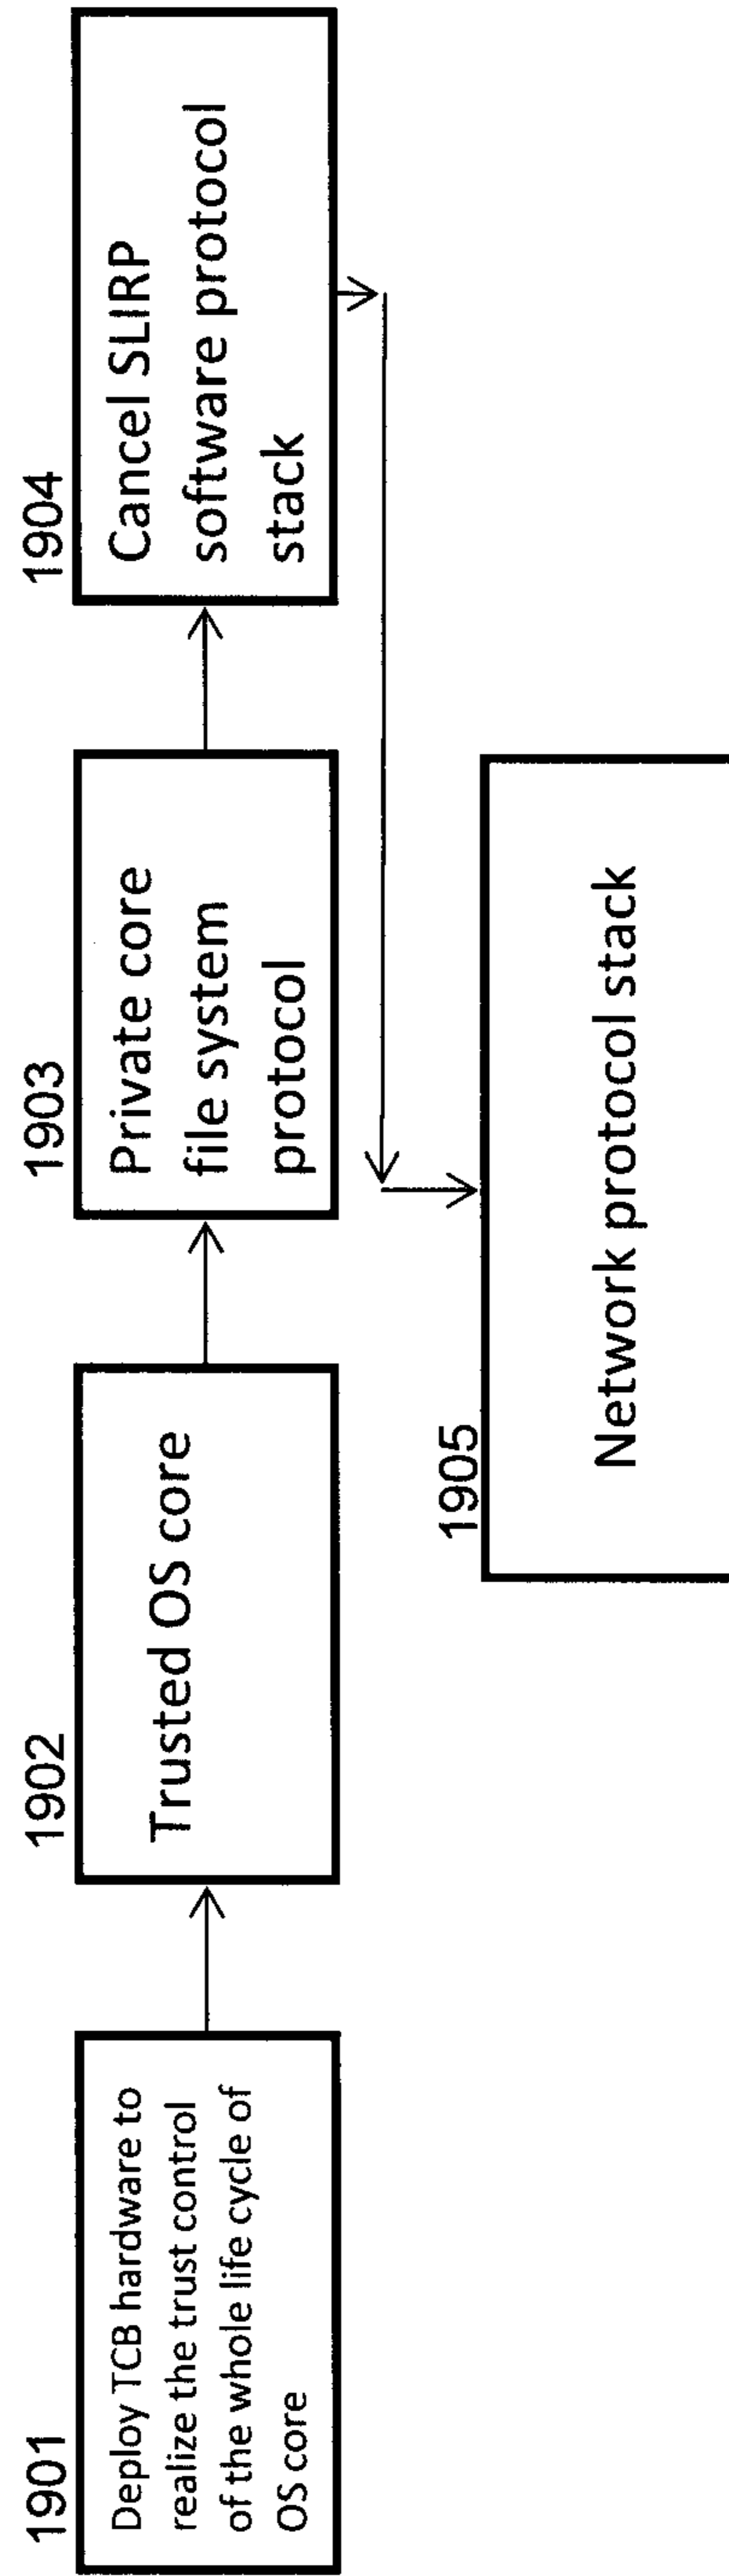 1901
Deploy TCB hardware to
realize the trust control
of the whole life cycle of
OS core
1902
Trusted OS core
1903
Private core
file system
protocol
1904
Cancel SLIRP
software protocol
stack
1905
Network protocol stack